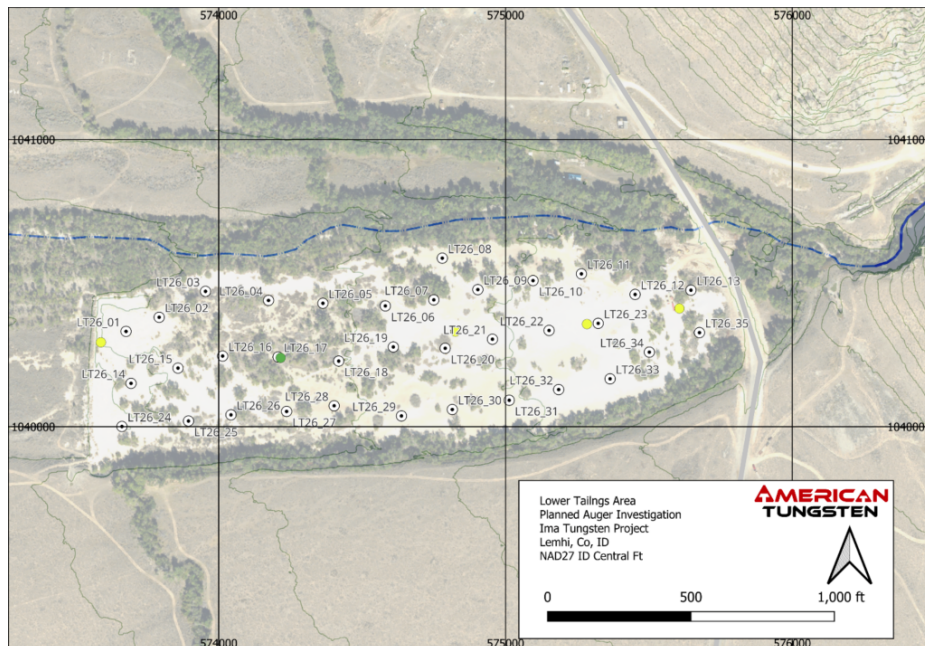 574000
575000
576000
1041000
1041000
LT26_08
LT26_03
LT26_04
LT26_05
LT26_07
LT26_09
LT26_10
LT26_11
LT26_12
LT26_13
LT26_01
LT26_02
LT26_06
LT26_14
LT26_15
LT26_16
LT26_17
LT26_18
LT26_19
LT26_20
LT26_21
LT26_22
LT26_23
LT26_35
LT26_34
LT26_33
LT26_32
LT26_24
LT26_25
LT26_26
LT26_27
LT26_28
LT26_29
LT26_30
LT26_31
1040000
1040000
Lower Tailngs Area
Planned Auger Investigation
Ima Tungsten Project
Lemhi, Co, ID
NAD27 ID Central Ft
AMERICAN
TUNGSTEN
0
500
1,000 ft
574000
575000
576000